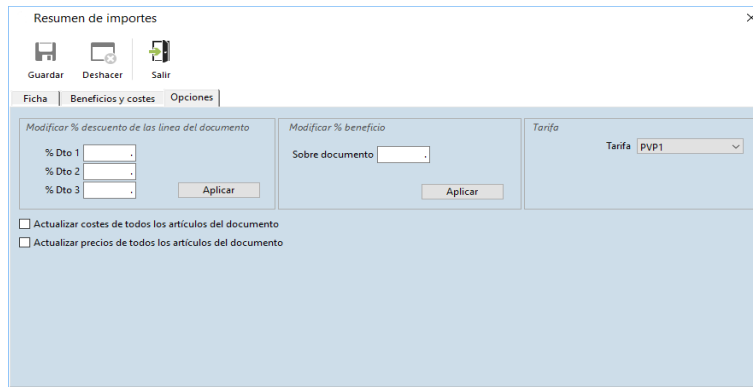 Resumen de importes
Guardar Deshacer Salir
Ficha Beneficios y costes Opciones
Modificar % descuento de las linea del documento
% Dto 1 .
% Dto 2 .
% Dto 3 .
Aplicar
Modificar % beneficio
Sobre documento .
Aplicar
Tarifa
Tarifa PVP1
Actualizar costes de todos los artículos del documento
Actualizar precios de todos los artículos del documento